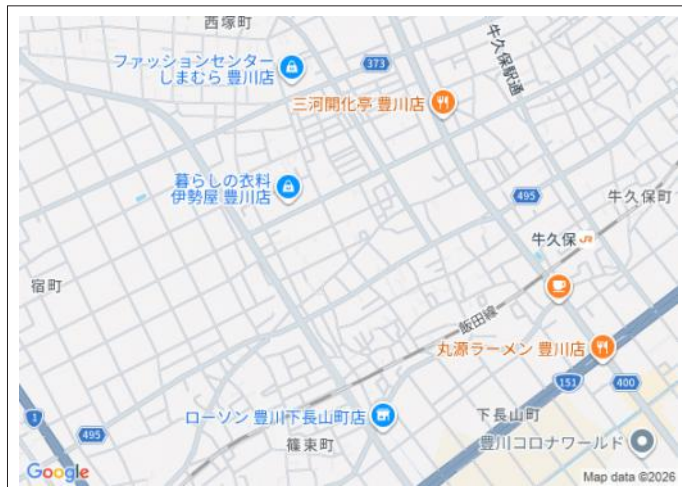 西塚町
ファッションセンター
しまむら 豊川店
373
牛久保駅通
三河開化亭 豊川店
暮らしの衣料
伊勢屋 豊川店
495
牛久保町
牛久保 JR
宿町
飯田線
丸源ラーメン 豊川店
151
400
1
495
ローソン 豊川下長山町店
下長山町
篠束町
豊川コロナワールド
Google
Map data ©2026